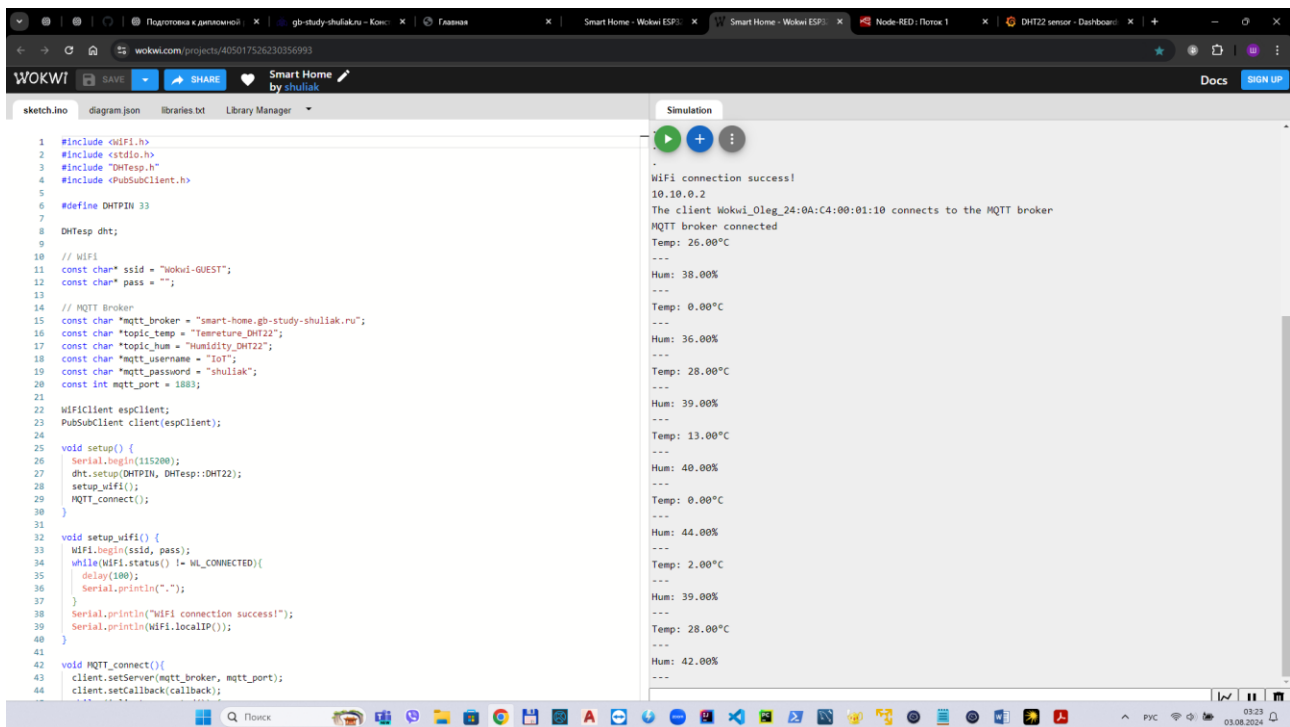 Подготовка к дипломной
gb-study-shuliak.ru – Конс
Главная
Smart Home - Wokwi ESP3
Smart Home - Wokwi ESP3
Node-RED : Поток 1
DHT22 sensor - Dashboard
wokwi.com/projects/405017526230356993
WOKWI
SAVE
SHARE
Smart Home
by shuliak
Docs
SIGN UP
sketch.ino
diagram.json
libraries.txt
Library Manager
Simulation
1 #include <WiFi.h>
2 #include <stdio.h>
3 #include "DHTesp.h"
4 #include <PubSubClient.h>
5
6 #define DHTPIN 33
7
8 DHTesp dht;
9
10 // WiFi
11 const char* ssid = "Wokwi-GUEST";
12 const char* pass = "";
13
14 // MQTT Broker
15 const char *mqtt_broker = "smart-home.gb-study-shuliak.ru";
16 const char *topic_temp = "Temreture_DHT22";
17 const char *topic_hum = "Humidity_DHT22";
18 const char *mqtt_username = "IoT";
19 const char *mqtt_password = "shuliak";
20 const int mqtt_port = 1883;
21
22 WiFiClient espClient;
23 PubSubClient client(espClient);
24
25 void setup() {
26 Serial.begin(115200);
27 dht.setup(DHTPIN, DHTesp::DHT22);
28 setup_wifi();
29 MQTT_connect();
30 }
31
32 void setup_wifi() {
33 WiFi.begin(ssid, pass);
34 while(WiFi.status() != WL_CONNECTED){
35 delay(100);
36 Serial.println(".");
37 }
38 Serial.println("WiFi connection success!");
39 Serial.println(WiFi.localIP());
40 }
41
42 void MQTT_connect(){
43 client.setServer(mqtt_broker, mqtt_port);
44 client.setCallback(callback);
.
WiFi connection success!
10.10.0.2
The client Wokwi_Oleg_24:0A:C4:00:01:10 connects to the MQTT broker
MQTT broker connected
Temp: 26.00°C
---
Hum: 38.00%
---
Temp: 0.00°C
---
Hum: 36.00%
---
Temp: 28.00°C
---
Hum: 39.00%
---
Temp: 13.00°C
---
Hum: 40.00%
---
Temp: 0.00°C
---
Hum: 44.00%
---
Temp: 2.00°C
---
Hum: 39.00%
---
Temp: 28.00°C
---
Hum: 42.00%
---
Поиск
РУС
03:23
03.08.2024